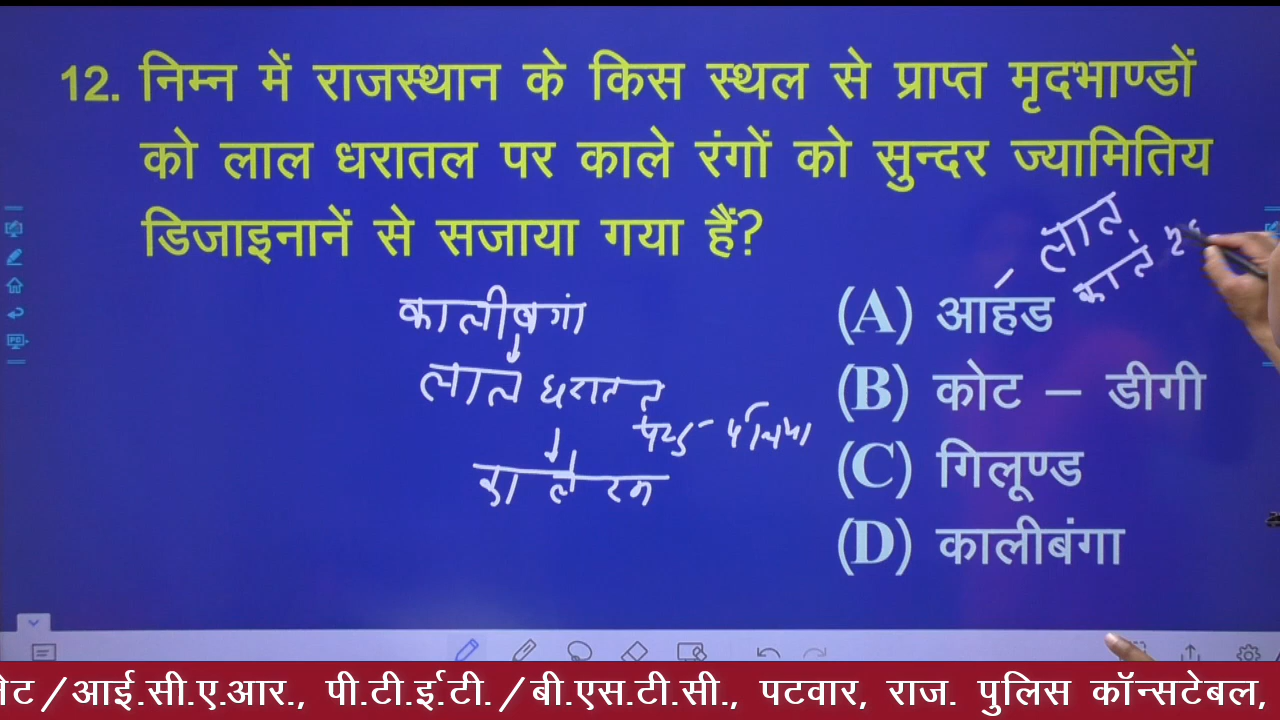 12. निम्न में राजस्थान के किस स्थल से प्राप्त मृदभाण्डों
को लाल धरातल पर काले रंगों को सुन्दर ज्यामितिय
डिजाइनानें से सजाया गया हैं?
लाल
काले
कालीबगां
लाल धरातल
काले रंग
(A) आहड
(B) कोट – डीगी
(C) गिलूण्ड
(D) कालीबंगा
नेट/आई.सी.ए.आर., पी.टी.ई.टी./बी.एस.टी.सी., पटवार, राज. पुलिस कॉन्सटेबल,